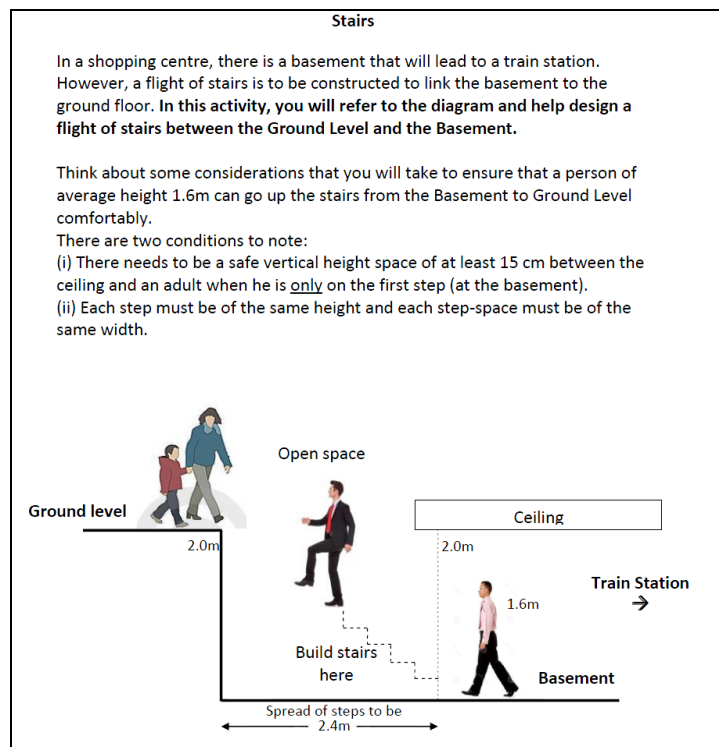 Stairs
In a shopping centre, there is a basement that will lead to a train station.
However, a flight of stairs is to be constructed to link the basement to the
ground floor. In this activity, you will refer to the diagram and help design a
flight of stairs between the Ground Level and the Basement.
Think about some considerations that you will take to ensure that a person of
average height 1.6m can go up the stairs from the Basement to Ground Level
comfortably.
There are two conditions to note:
(i) There needs to be a safe vertical height space of at least 15 cm between the
ceiling and an adult when he is only on the first step (at the basement).
(ii) Each step must be of the same height and each step-space must be of the
same width.
Open space
Ground level
Ceiling
2.0m
2.0m
Train Station
→
1.6m
Build stairs
here
Basement
Spread of steps to be
2.4m